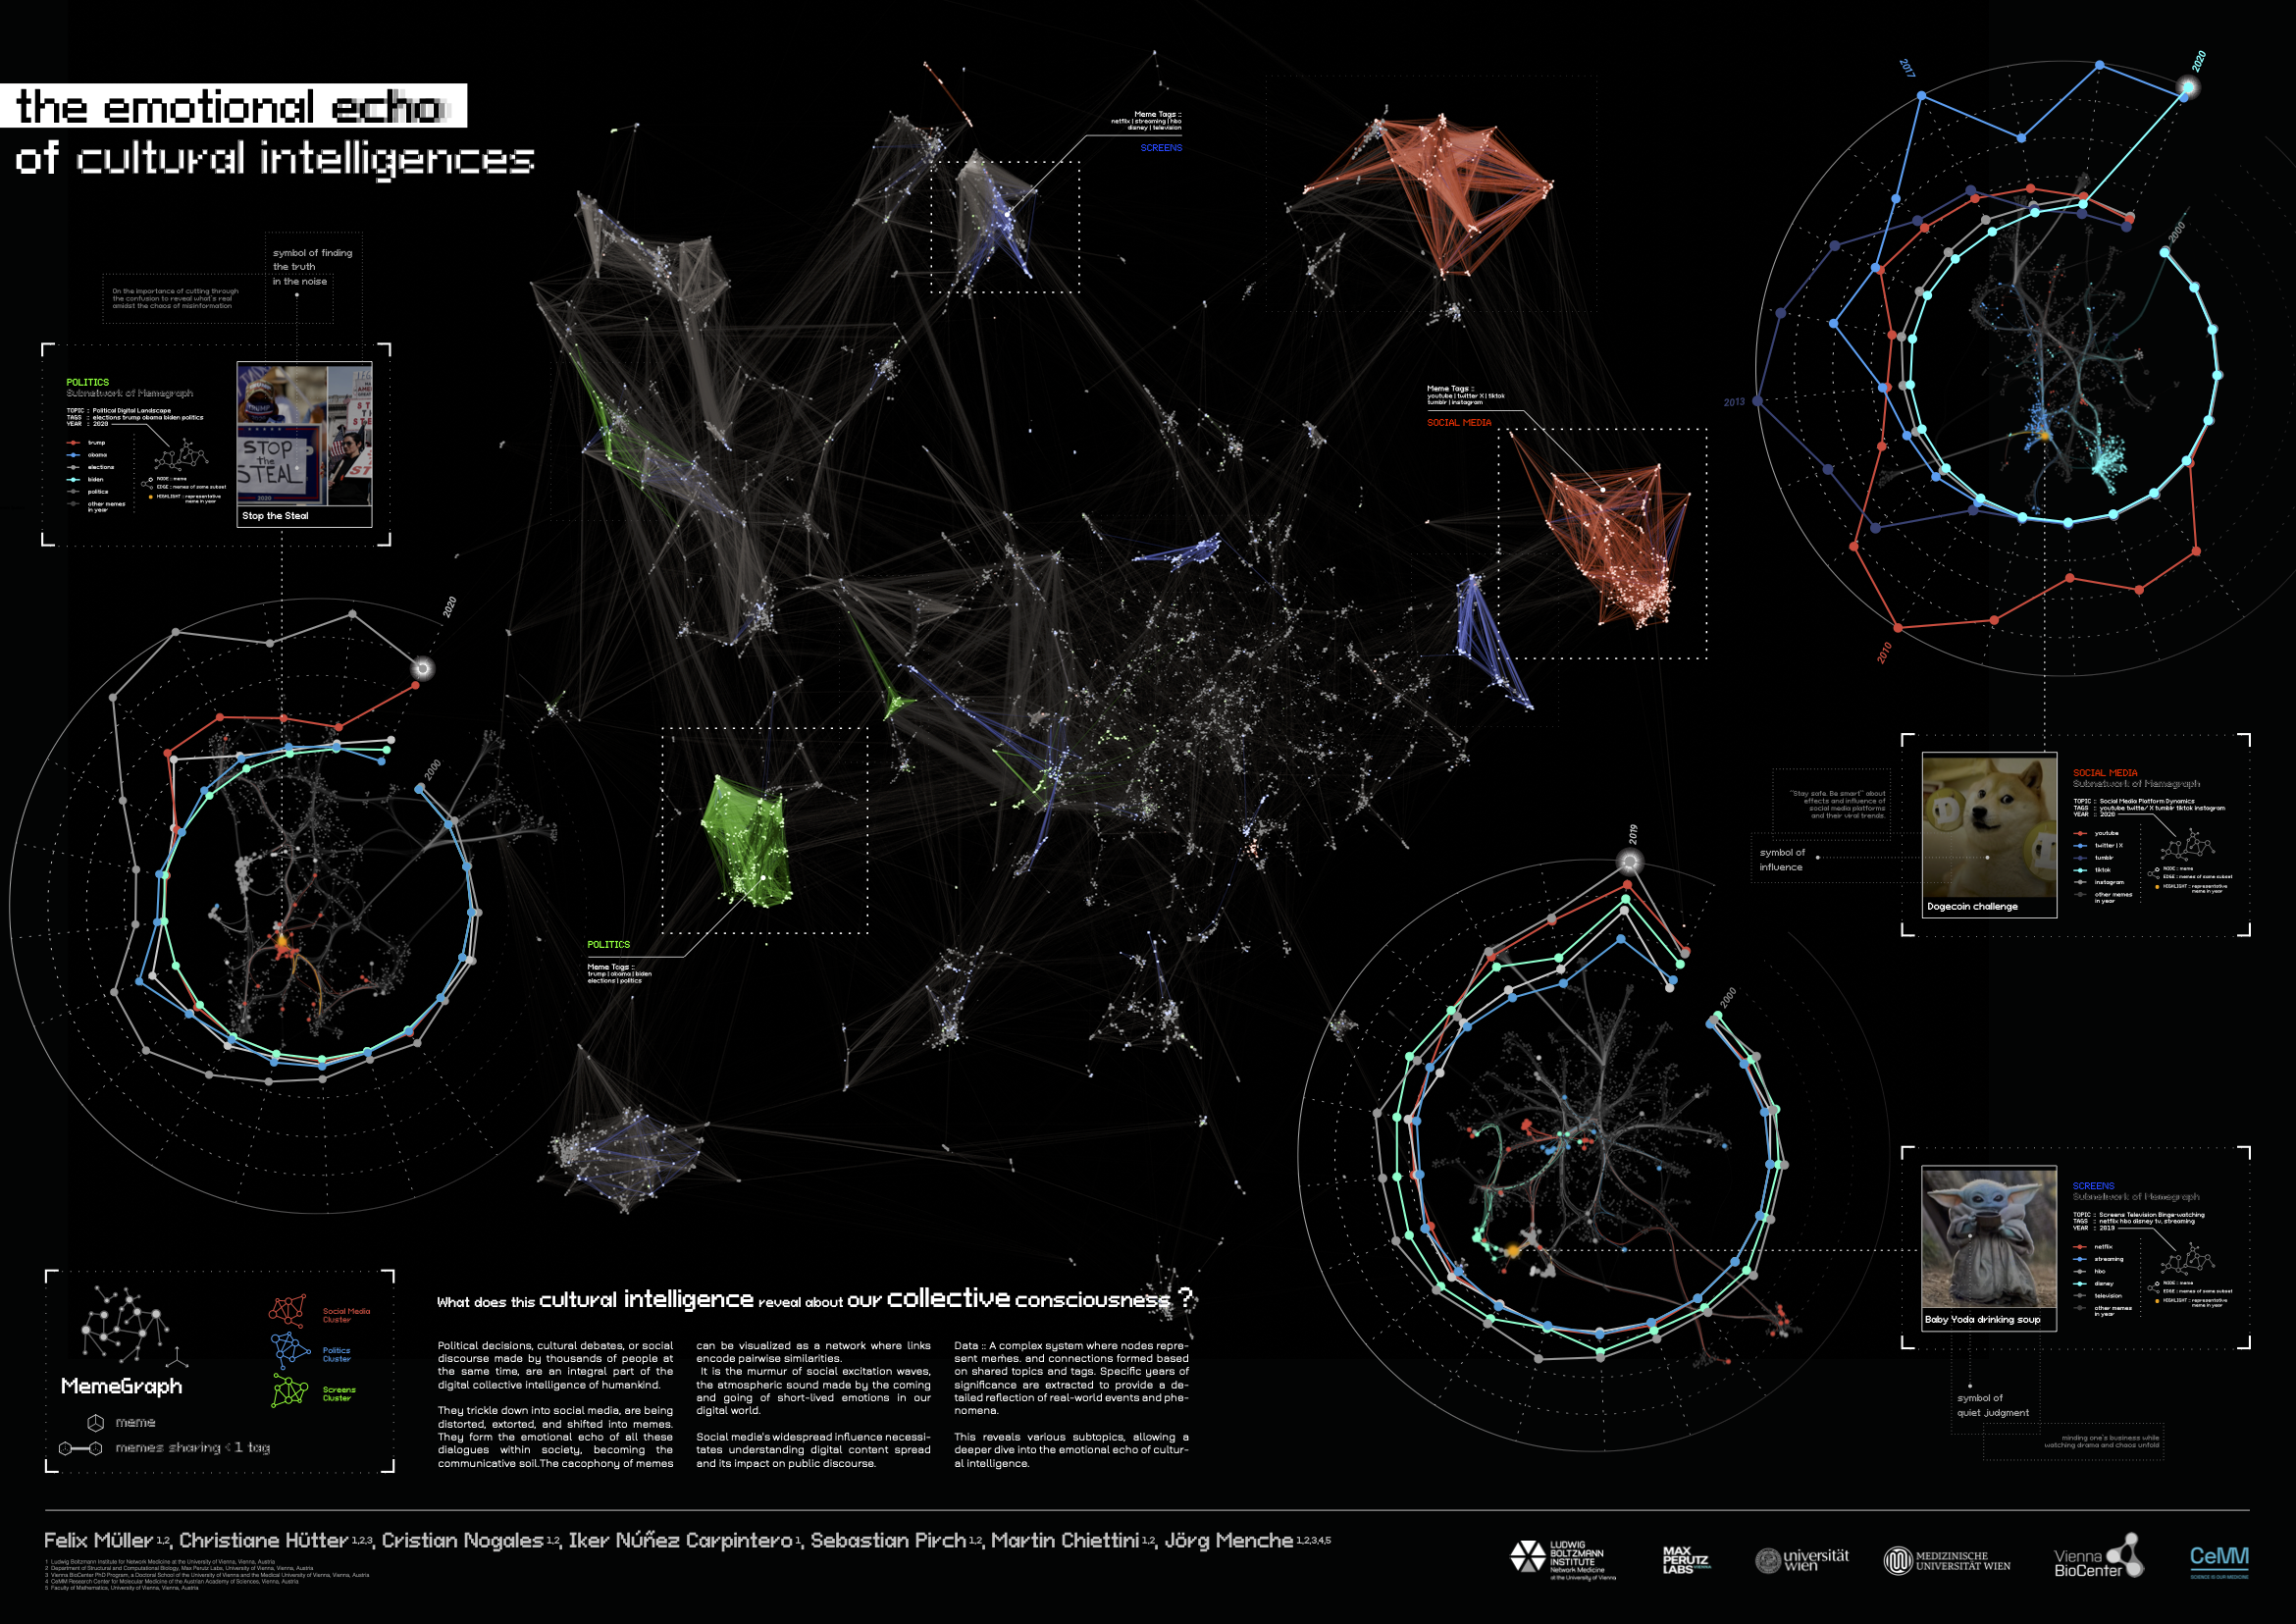 the emotional echo
of cultural intelligences
symbol of finding
the truth
in the noise
On the importance of cutting through
the confusion to reveal what's real
amidst the chaos of misinformation
POLITICS
Subnetwork of Memegraph
TOPIC : Political Digital Landscape
TAGS : elections trump obama biden politics
YEAR : 2020
trump
obama
elections
biden
politics
other memes
in year
NODE : meme
EDGE : memes of same subset
HIGHLIGHT : representative
meme in year
STOP
the
STEAL
2020
Stop the Steal
Meme Tags ::
netflix | streaming | hbo
disney | television
SCREENS
Meme Tags ::
youtube | twitter X | tiktok
tumblr | instagram
SOCIAL MEDIA
2017
2020
2000
2013
2010
2020
2000
POLITICS
Meme Tags ::
trump | obama | biden
elections | politics
2019
2000
"Stay safe. Be smart" about
effects and influence of
social media platforms
and their viral trends.
symbol of
influence
Dogecoin challenge
SOCIAL MEDIA
Subnetwork of Memegraph
TOPIC : Social Media Platform Dynamics
TAGS : youtube twitter/ X tumblr tiktok instagram
YEAR : 2020
youtube
twitter | X
tumblr
tiktok
instagram
other memes
in year
NODE : meme
EDGE : memes of same subset
HIGHLIGHT : representative
meme in year
Baby Yoda drinking soup
SCREENS
Subnetwork of Memegraph
TOPIC : Screens Television Binge-watching
TAGS : netflix hbo disney tv, streaming
YEAR : 2019
netflix
streaming
hbo
disney
television
other memes
in year
NODE : meme
EDGE : memes of same subset
HIGHLIGHT : representative
meme in year
symbol of
quiet judgment
minding one's business while
watching drama and chaos unfold
MemeGraph
meme
memes sharing < 1 tag
Social Media
Cluster
Politics
Cluster
Screens
Cluster
What does this cultural intelligence reveal about our collective consciousness ?
Political decisions, cultural debates, or social
discourse made by thousands of people at
the same time, are an integral part of the
digital collective intelligence of humankind.
They trickle down into social media, are being
distorted, extorted, and shifted into memes.
They form the emotional echo of all these
dialogues within society, becoming the
communicative soil.The cacophony of memes
can be visualized as a network where links
encode pairwise similarities.
It is the murmur of social excitation waves,
the atmospheric sound made by the coming
and going of short-lived emotions in our
digital world.
Social media's widespread influence necessi-
tates understanding digital content spread
and its impact on public discourse.
Data :: A complex system where nodes repre-
sent memes. and connections formed based
on shared topics and tags. Specific years of
significance are extracted to provide a de-
tailed reflection of real-world events and phe-
nomena.
This reveals various subtopics, allowing a
deeper dive into the emotional echo of cultur-
al intelligence.
Felix Müller 1,2, Christiane Hütter 1,2,3, Cristian Nogales 1,2, Iker Núñez Carpintero 1, Sebastian Pirch 1,2, Martin Chiettini 1,2, Jörg Menche 1,2,3,4,5
1 Ludwig Boltzmann Institute for Network Medicine at the University of Vienna, Vienna, Austria
2 Department of Structural and Computational Biology, Max Perutz Labs, University of Vienna, Vienna, Austria
3 Vienna BioCenter PhD Program, a Doctoral School of the University of Vienna and the Medical University of Vienna, Vienna, Austria
4 CeMM Research Center for Molecular Medicine of the Austrian Academy of Sciences, Vienna, Austria
5 Faculty of Mathematics, University of Vienna, Vienna, Austria
LUDWIG
BOLTZMANN
INSTITUTE
Network Medicine
at the University of Vienna
MAX
PERUTZ
LABS VIENNA
universität
wien
MEDIZINISCHE
UNIVERSITÄT WIEN
Vienna
BioCenter
CeMM
SCIENCE IS OUR MEDICINE